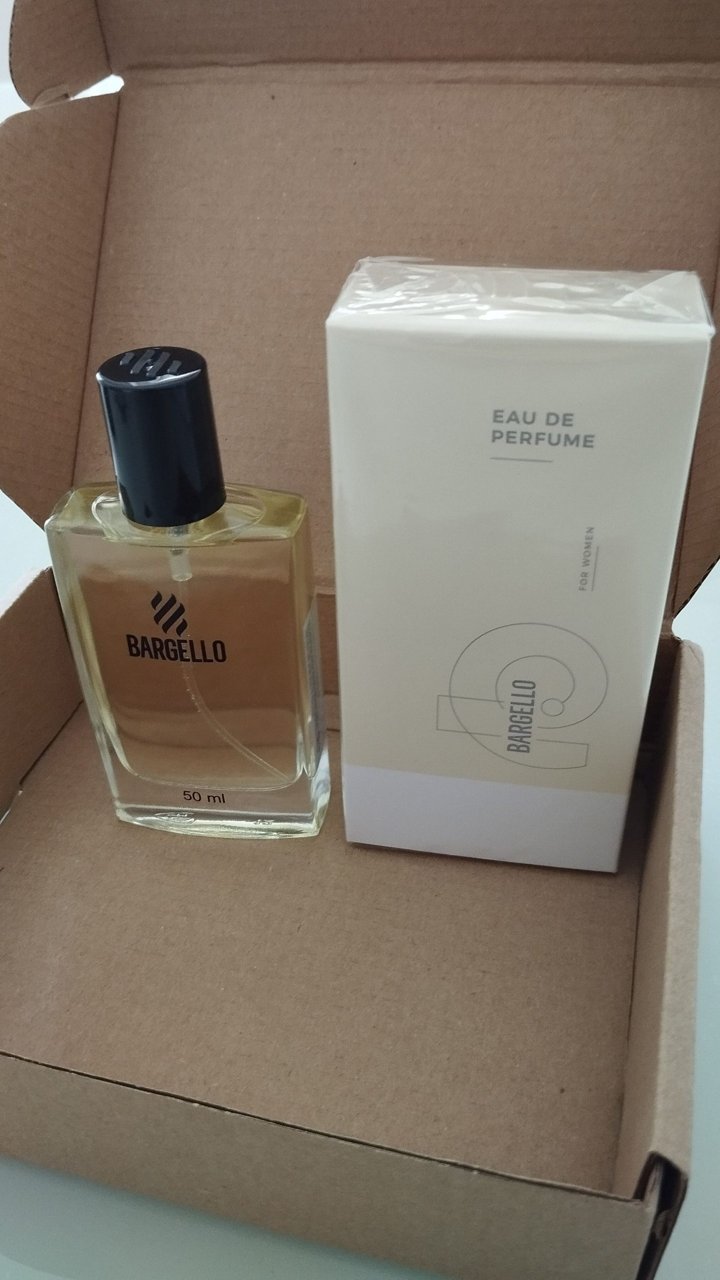 BARGELLO
50 ml
EAU DE
PERFUME
FOR WOMEN
BARGELLO